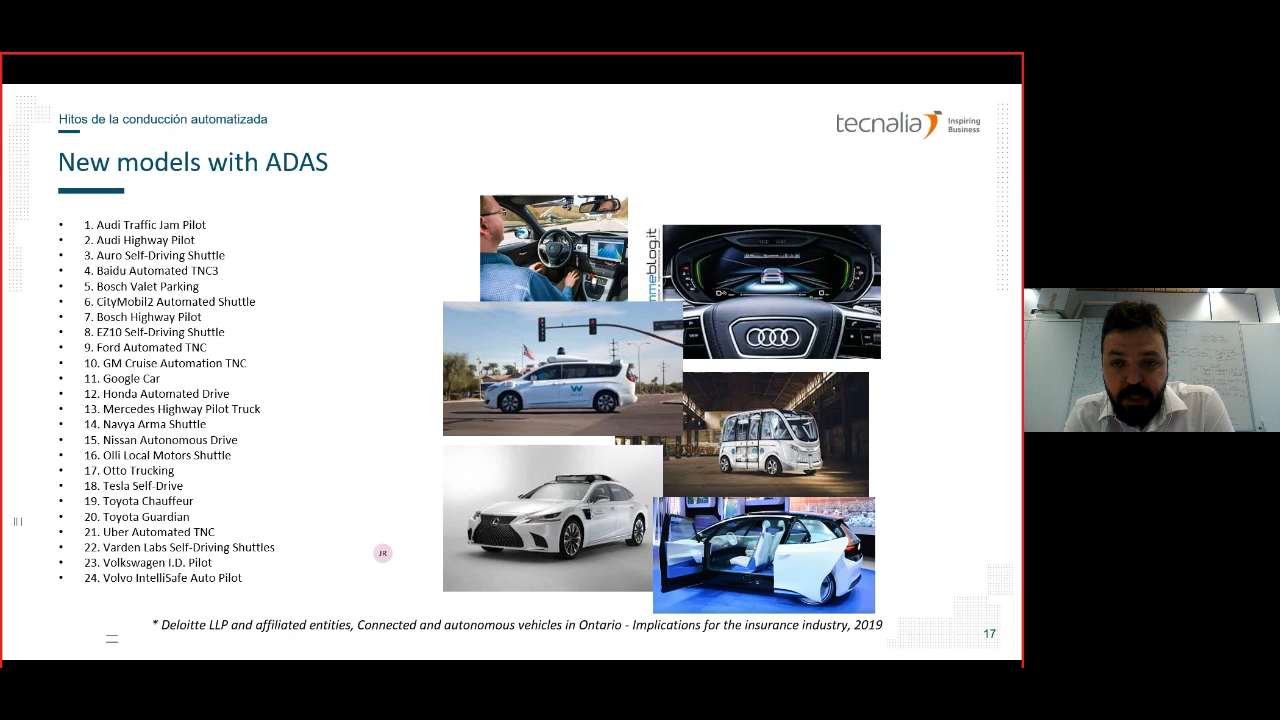 Hitos de la conducción automatizada
tecnalia Inspiring Business
New models with ADAS
1. Audi Traffic Jam Pilot
2. Audi Highway Pilot
3. Auro Self-Driving Shuttle
4. Baidu Automated TNC3
5. Bosch Valet Parking
6. CityMobil2 Automated Shuttle
7. Bosch Highway Pilot
8. EZ10 Self-Driving Shuttle
9. Ford Automated TNC
10. GM Cruise Automation TNC
11. Google Car
12. Honda Automated Drive
13. Mercedes Highway Pilot Truck
14. Navya Arma Shuttle
15. Nissan Autonomous Drive
16. Olli Local Motors Shuttle
17. Otto Trucking
18. Tesla Self-Drive
19. Toyota Chauffeur
20. Toyota Guardian
21. Uber Automated TNC
22. Varden Labs Self-Driving Shuttles
23. Volkswagen I.D. Pilot
24. Volvo IntelliSafe Auto Pilot
JR
* Deloitte LLP and affiliated entities, Connected and autonomous vehicles in Ontario - Implications for the insurance industry, 2019
17